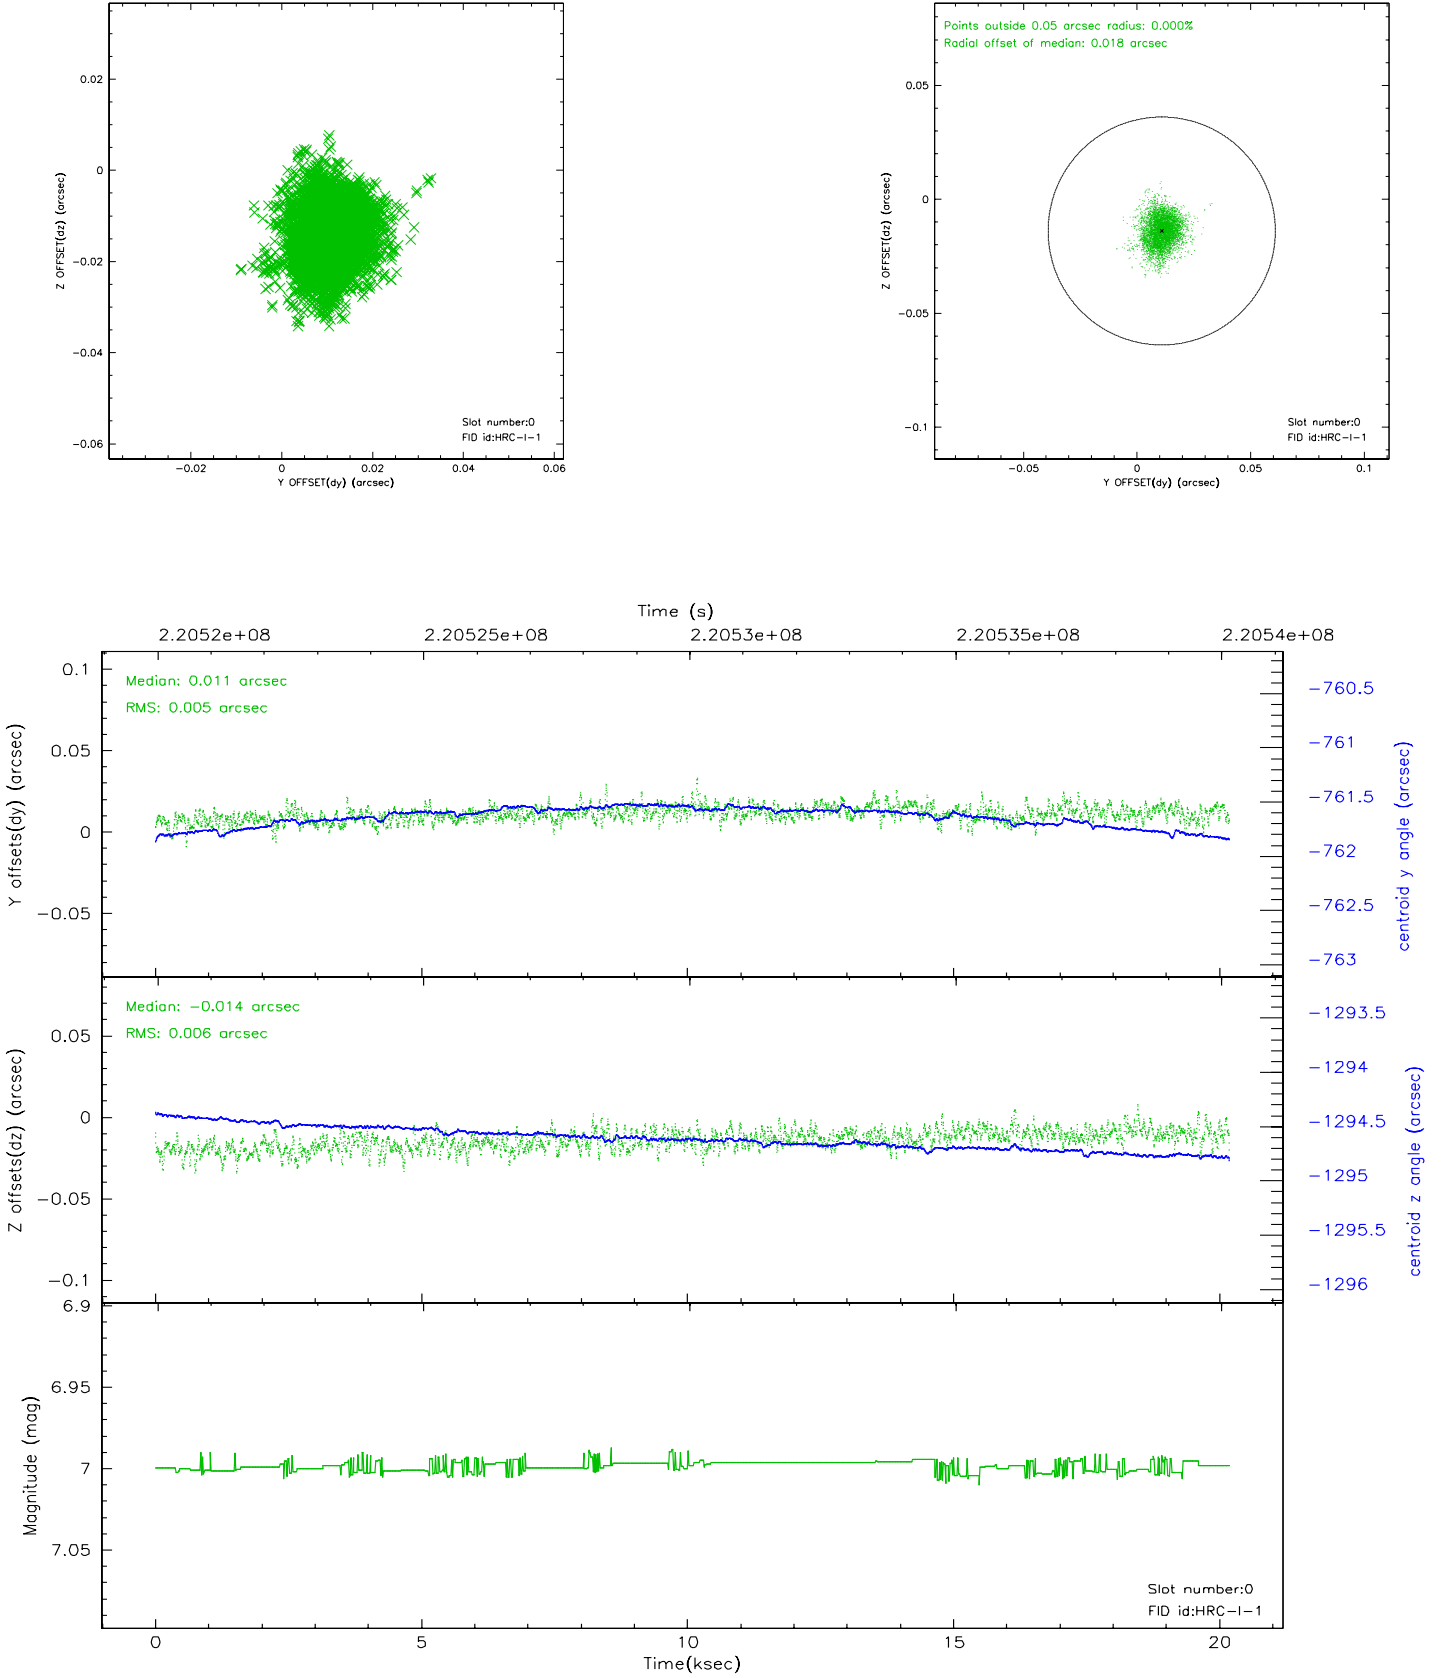 0.02
0
-0.02
-0.04
-0.06
Z OFFSET(dz) (arcsec)
Slot number:0
FID id:HRC-I-1
-0.02 0 0.02 0.04 0.06
Y OFFSET(dy) (arcsec)
Points outside 0.05 arcsec radius: 0.000%
Radial offset of median: 0.018 arcsec
0.05
0
-0.05
-0.1
Z OFFSET(dz) (arcsec)
Slot number:0
FID id:HRC-I-1
-0.05 0 0.05 0.1
Y OFFSET(dy) (arcsec)
Time (s)
2.2052e+08 2.20525e+08 2.2053e+08 2.20535e+08 2.2054e+08
Median: 0.011 arcsec
RMS: 0.005 arcsec
0.1
0.05
0
-0.05
Y offsets(dy) (arcsec)
-760.5
-761
-761.5
-762
-762.5
-763
centroid y angle (arcsec)
Median: -0.014 arcsec
RMS: 0.006 arcsec
0.05
0
-0.05
-0.1
Z offsets(dz) (arcsec)
-1293.5
-1294
-1294.5
-1295
-1295.5
-1296
centroid z angle (arcsec)
6.9
6.95
7
7.05
Magnitude (mag)
Slot number:0
FID id:HRC-I-1
0 5 10 15 20
Time(ksec)